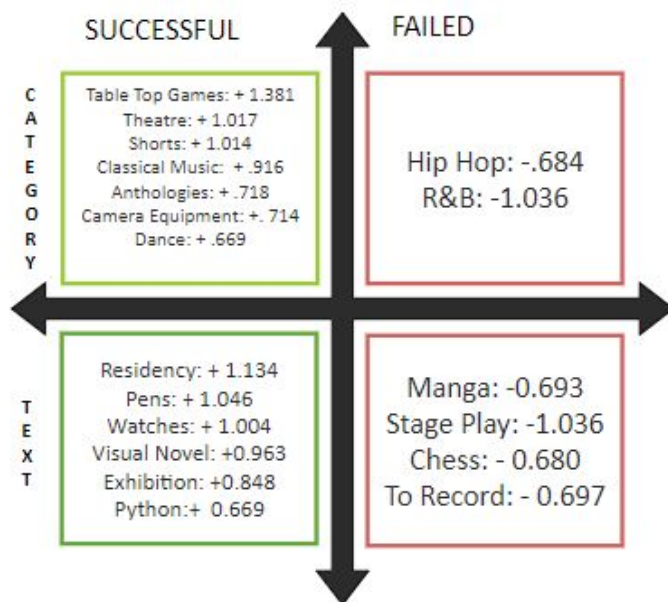 SUCCESSFUL
FAILED
CATEGORY
Table Top Games: + 1.381
Theatre: + 1.017
Shorts: + 1.014
Classical Music:  + .916
Anthologies: + .718
Camera Equipment: +. 714
Dance: + .669
Hip Hop: -.684
R&B: -1.036
TEXT
Residency: + 1.134
Pens: + 1.046
Watches: + 1.004
Visual Novel: +0.963
Exhibition: +0.848
Python:+  0.669
Manga: -0.693
Stage Play: -1.036
Chess: - 0.680
To Record: - 0.697